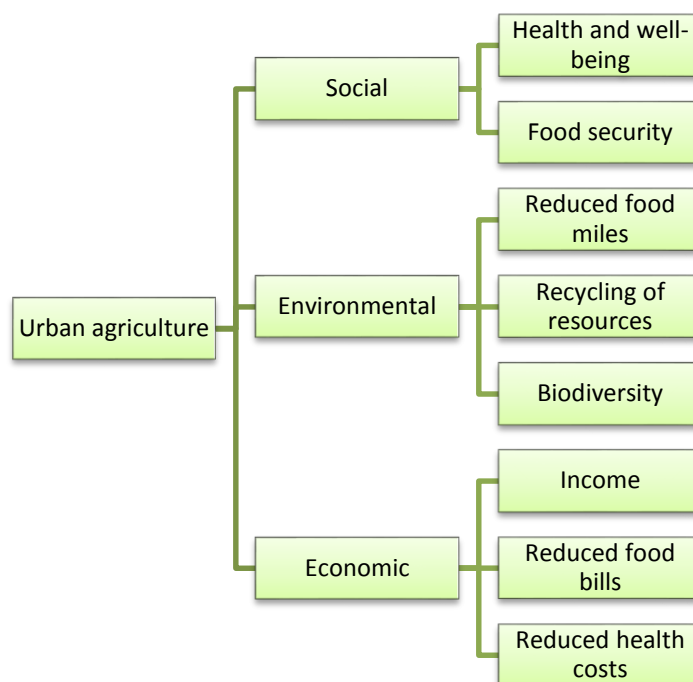 Urban agriculture
Social
Health and well-
being
Food security
Environmental
Reduced food
miles
Recycling of
resources
Biodiversity
Economic
Income
Reduced food
bills
Reduced health
costs